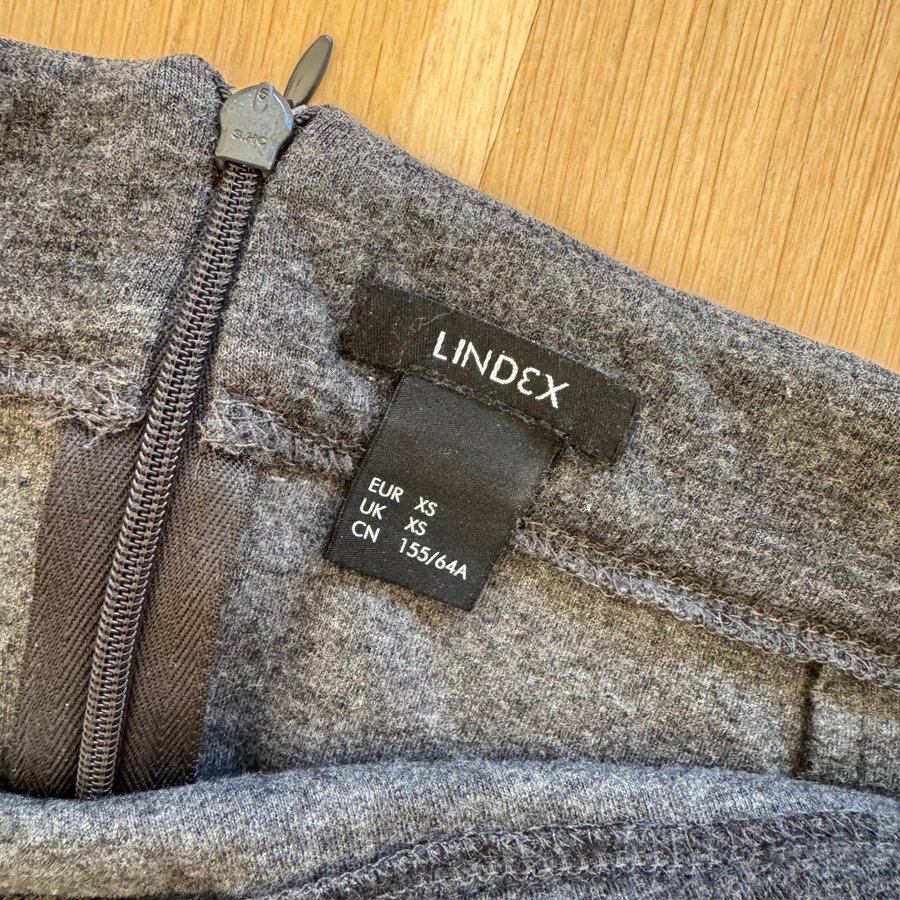 LINDEX
EUR XS
UK XS
CN 155/64A